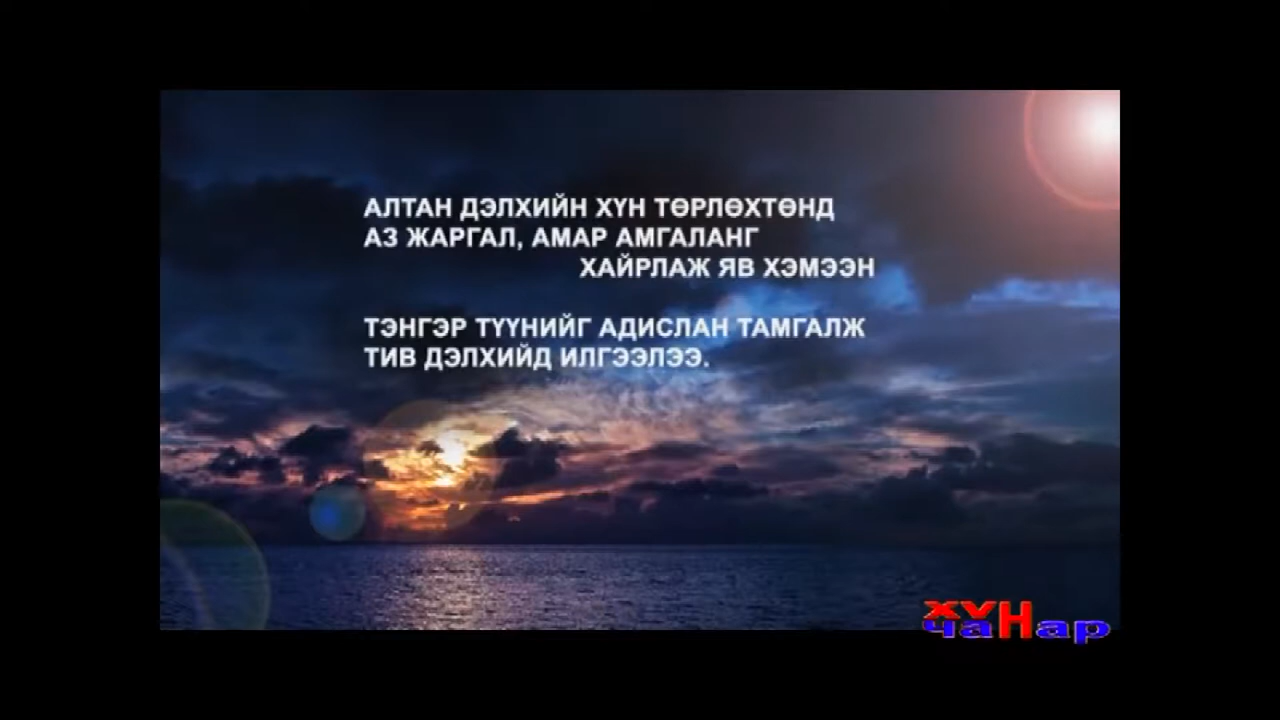 АЛТАН ДЭЛХИЙН ХҮН ТӨРЛӨХТӨНД
АЗ ЖАРГАЛ, АМАР АМГАЛАНГ
ХАЙРЛАЖ ЯВ ХЭМЭЭН
ТЭНГЭР ТҮҮНИЙГ АДИСЛАН ТАМГАЛЖ
ТИВ ДЭЛХИЙД ИЛГЭЭЛЭЭ.
ХҮН
чаНар